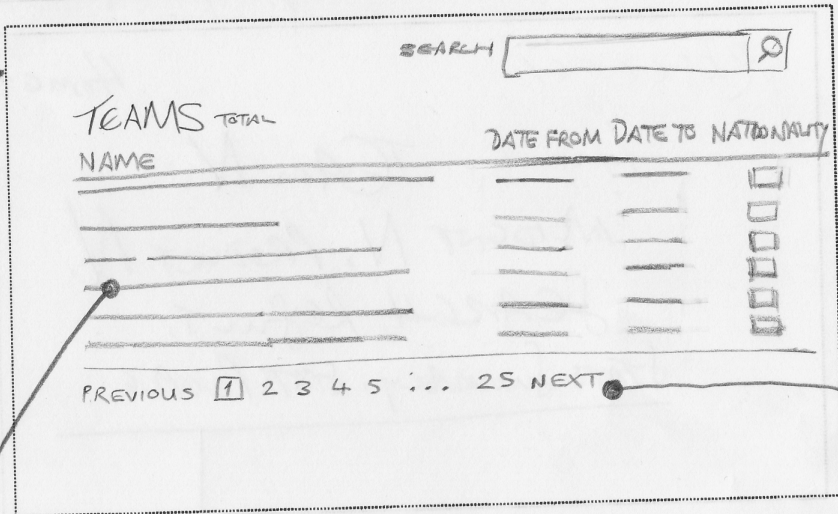 SEARCH
TEAMS TOTAL
NAME DATE FROM DATE TO NATIONALITY
PREVIOUS 1 2 3 4 5 ... 25 NEXT